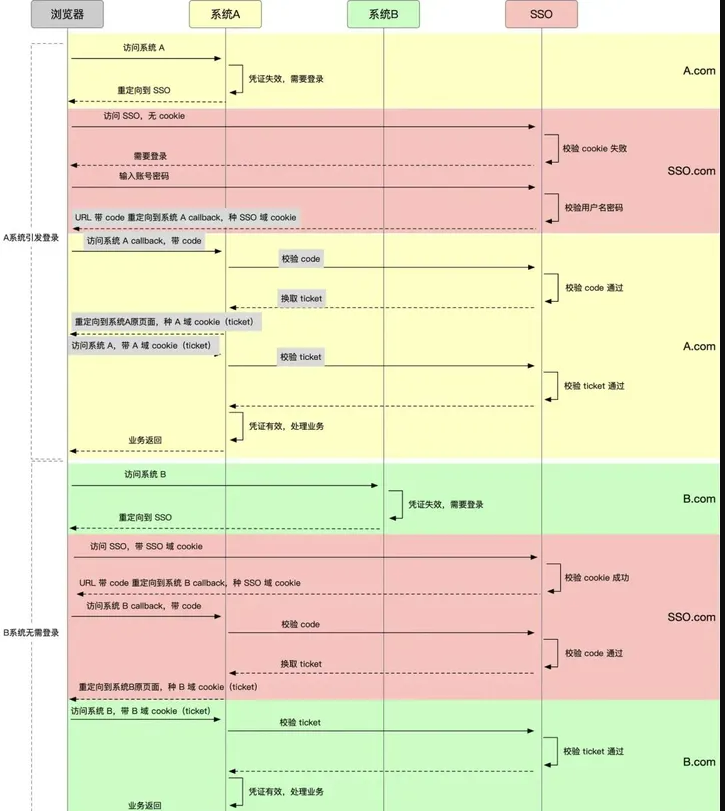 浏览器
系统A
系统B
SSO
访问系统 A
A.com
凭证失效，需要登录
重定向到 SSO
访问 SSO，无 cookie
校验 cookie 失败
需要登录
SSO.com
输入账号密码
校验用户名密码
URL 带 code 重定向到系统 A callback，种 SSO 域 cookie
A系统引发登录
访问系统 A callback，带 code
校验 code
校验 code 通过
换取 ticket
重定向到系统A原页面，种 A 域 cookie（ticket）
访问系统 A，带 A 域 cookie（ticket）
A.com
校验 ticket
校验 ticket 通过
凭证有效，处理业务
业务返回
访问系统 B
B.com
凭证失效，需要登录
重定向到 SSO
访问 SSO，带 SSO 域 cookie
校验 cookie 成功
URL 带 code 重定向到系统 B callback，种 SSO 域 cookie
访问系统 B callback，带 code
SSO.com
校验 code
B系统无需登录
校验 code 通过
换取 ticket
重定向到系统B原页面，种 B 域 cookie（ticket）
访问系统 B，带 B 域 cookie（ticket）
校验 ticket
校验 ticket 通过
B.com
凭证有效，处理业务
业务返回